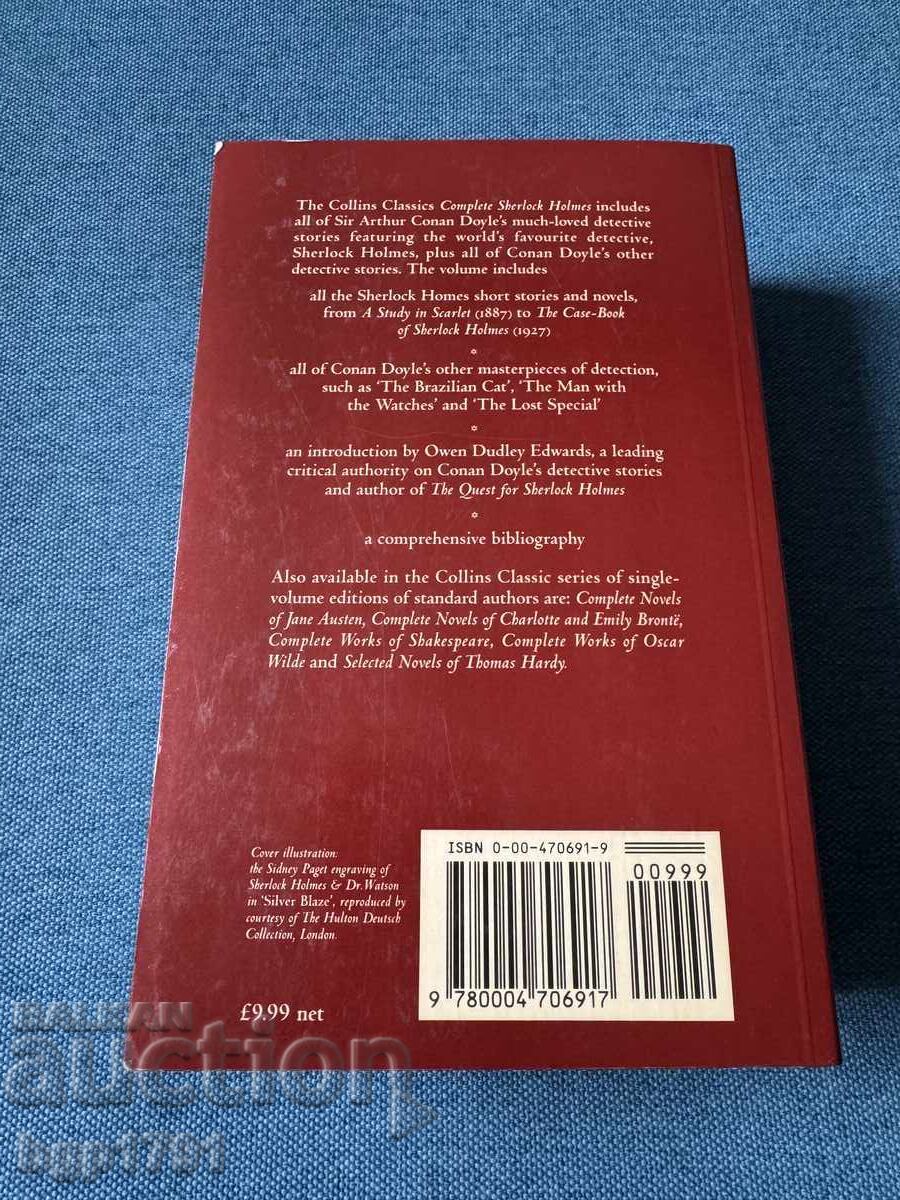 The Collins Classics Complete Sherlock Holmes includes
all of Sir Arthur Conan Doyle's much-loved detective
stories featuring the world's favourite detective,
Sherlock Holmes, plus all of Conan Doyle's other
detective stories. The volume includes
all the Sherlock Homes short stories and novels,
from A Study in Scarlet (1887) to The Case-Book
of Sherlock Holmes (1927)
*
all of Conan Doyle's other masterpieces of detection,
such as 'The Brazilian Cat', 'The Man with
the Watches' and 'The Lost Special'
*
an introduction by Owen Dudley Edwards, a leading
critical authority on Conan Doyle's detective stories
and author of The Quest for Sherlock Holmes
*
a comprehensive bibliography
Also available in the Collins Classic series of single-
volume editions of standard authors are: Complete Novels
of Jane Austen, Complete Novels of Charlotte and Emily Brontë,
Complete Works of Shakespeare, Complete Works of Oscar
Wilde and Selected Novels of Thomas Hardy.
Cover illustration:
the Sidney Paget engraving of
Sherlock Holmes & Dr. Watson
in 'Silver Blaze', reproduced by
courtesy of The Hulton Deutsch
Collection, London.
£9.99 net
ISBN 0-00-470691-9
00999
9 780004 706917
BALKAN
auction
bgp1791